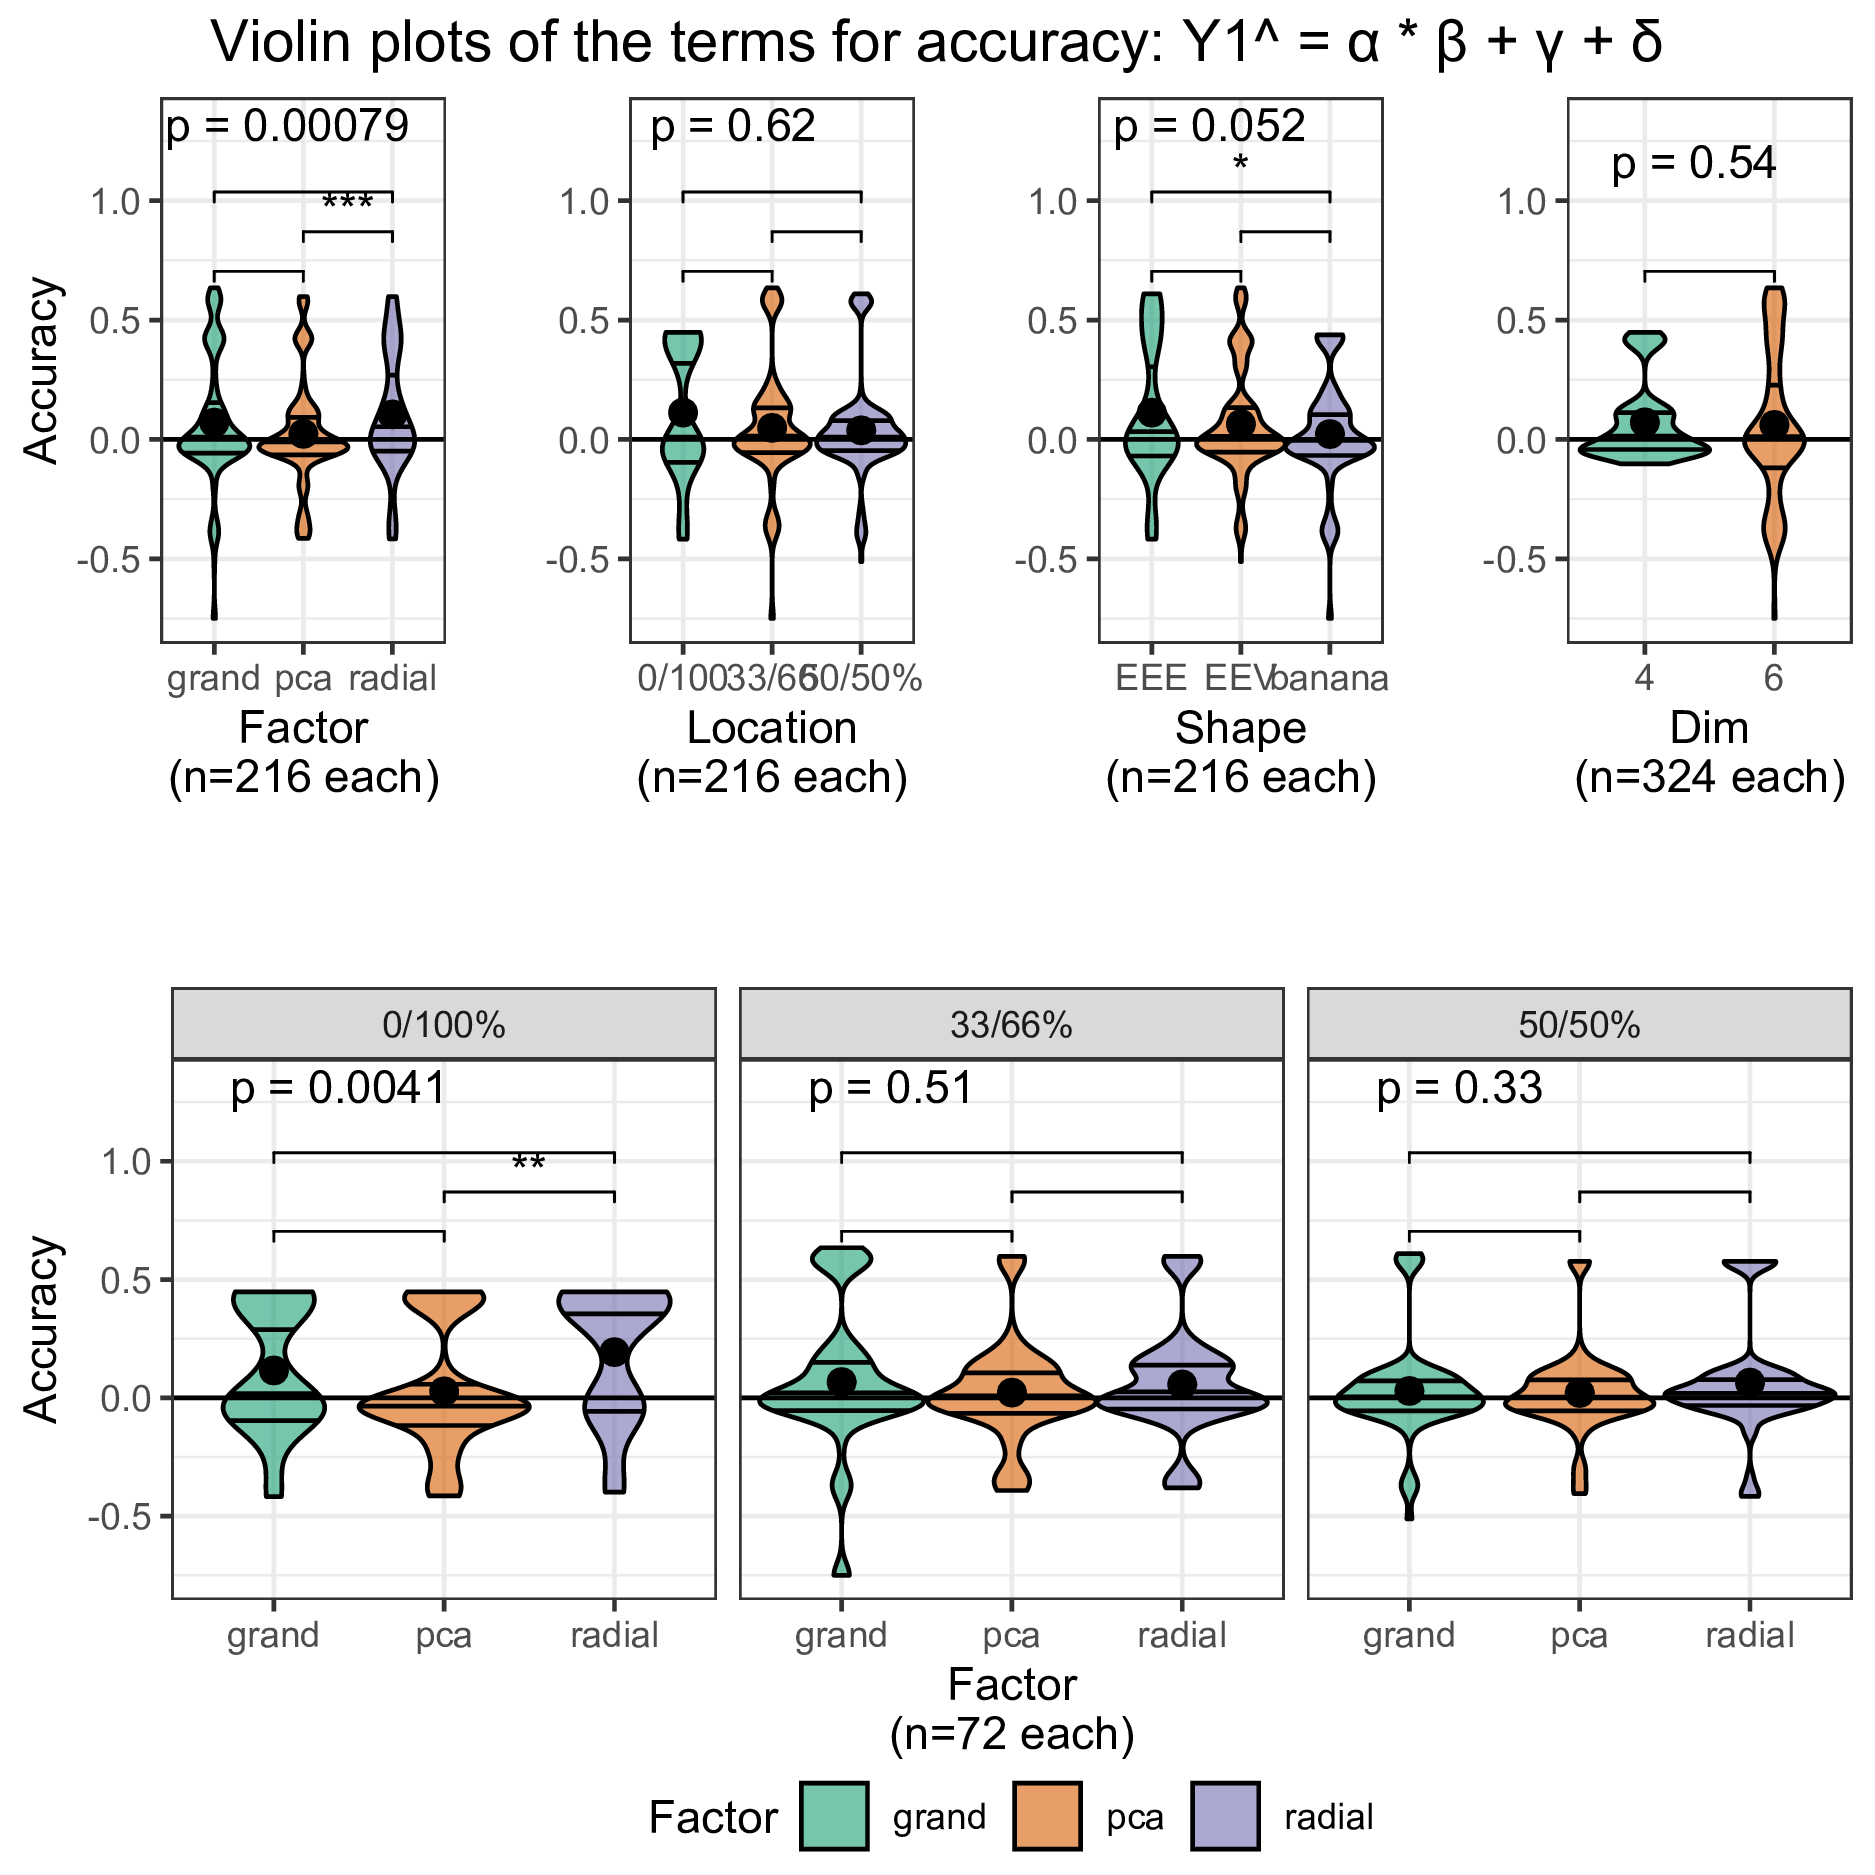 Violin plots of the terms for accuracy: Y1^ = α * β + γ + δ
p = 0.00079
p = 0.62
p = 0.052
p = 0.54
***
*
Accuracy
1.0
0.5
0.0
-0.5
1.0
0.5
0.0
-0.5
1.0
0.5
0.0
-0.5
1.0
0.5
0.0
-0.5
grand pca radial
0/100 33/66 50/50%
EEE EEV banana
4 6
Factor
(n=216 each)
Location
(n=216 each)
Shape
(n=216 each)
Dim
(n=324 each)
0/100% 33/66% 50/50%
p = 0.0041
p = 0.51
p = 0.33
**
Accuracy
1.0
0.5
0.0
-0.5
grand pca radial
grand pca radial
grand pca radial
Factor
(n=72 each)
Factor grand pca radial